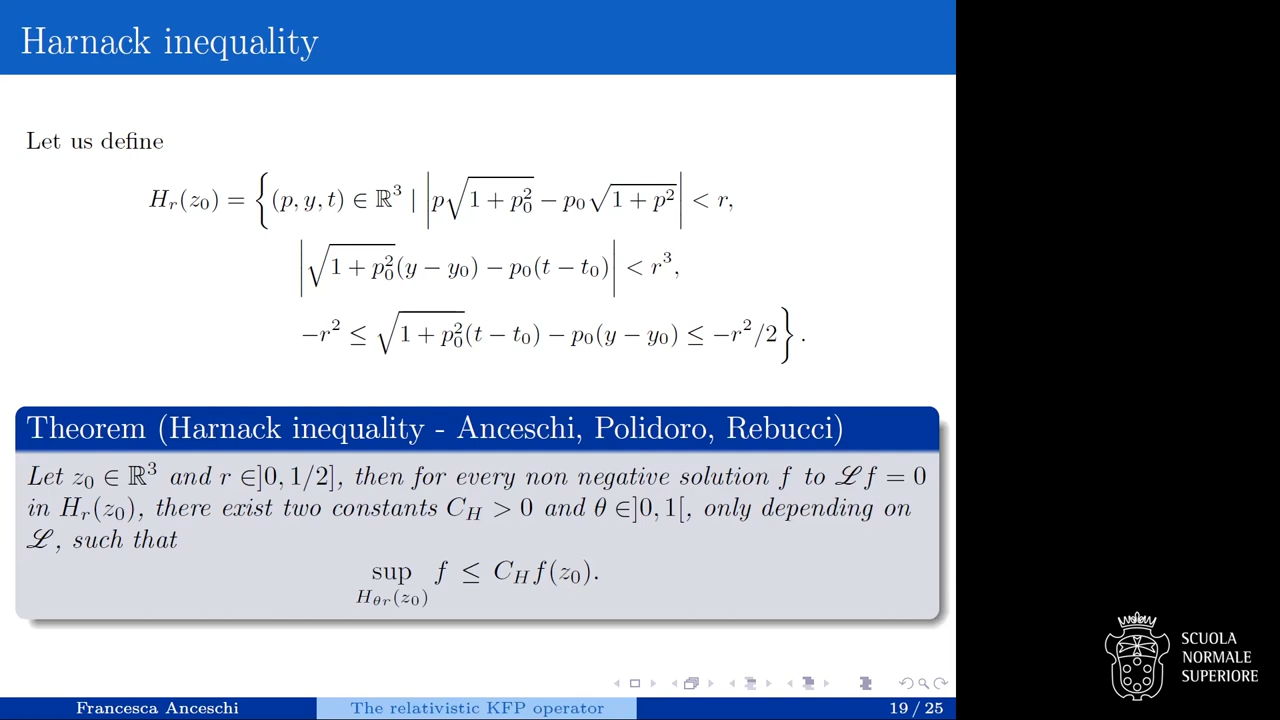 Harnack inequality
Let us define
H_r(z_0) = { (p, y, t) ∈ ℝ^3 | |p√(1 + p_0^2) − p_0√(1 + p^2)| < r,
|√(1 + p_0^2)(y − y_0) − p_0(t − t_0)| < r^3,
−r^2 ≤ √(1 + p_0^2)(t − t_0) − p_0(y − y_0) ≤ −r^2/2 }.
Theorem (Harnack inequality - Anceschi, Polidoro, Rebucci)
Let z_0 ∈ ℝ^3 and r ∈]0, 1/2], then for every non negative solution f to ℒf = 0
in H_r(z_0), there exist two constants C_H > 0 and θ ∈]0, 1[, only depending on
ℒ, such that
sup_{H_{θr}(z_0)} f ≤ C_H f(z_0).
SCUOLA
NORMALE
SUPERIORE
Francesca Anceschi The relativistic KFP operator 19 / 25